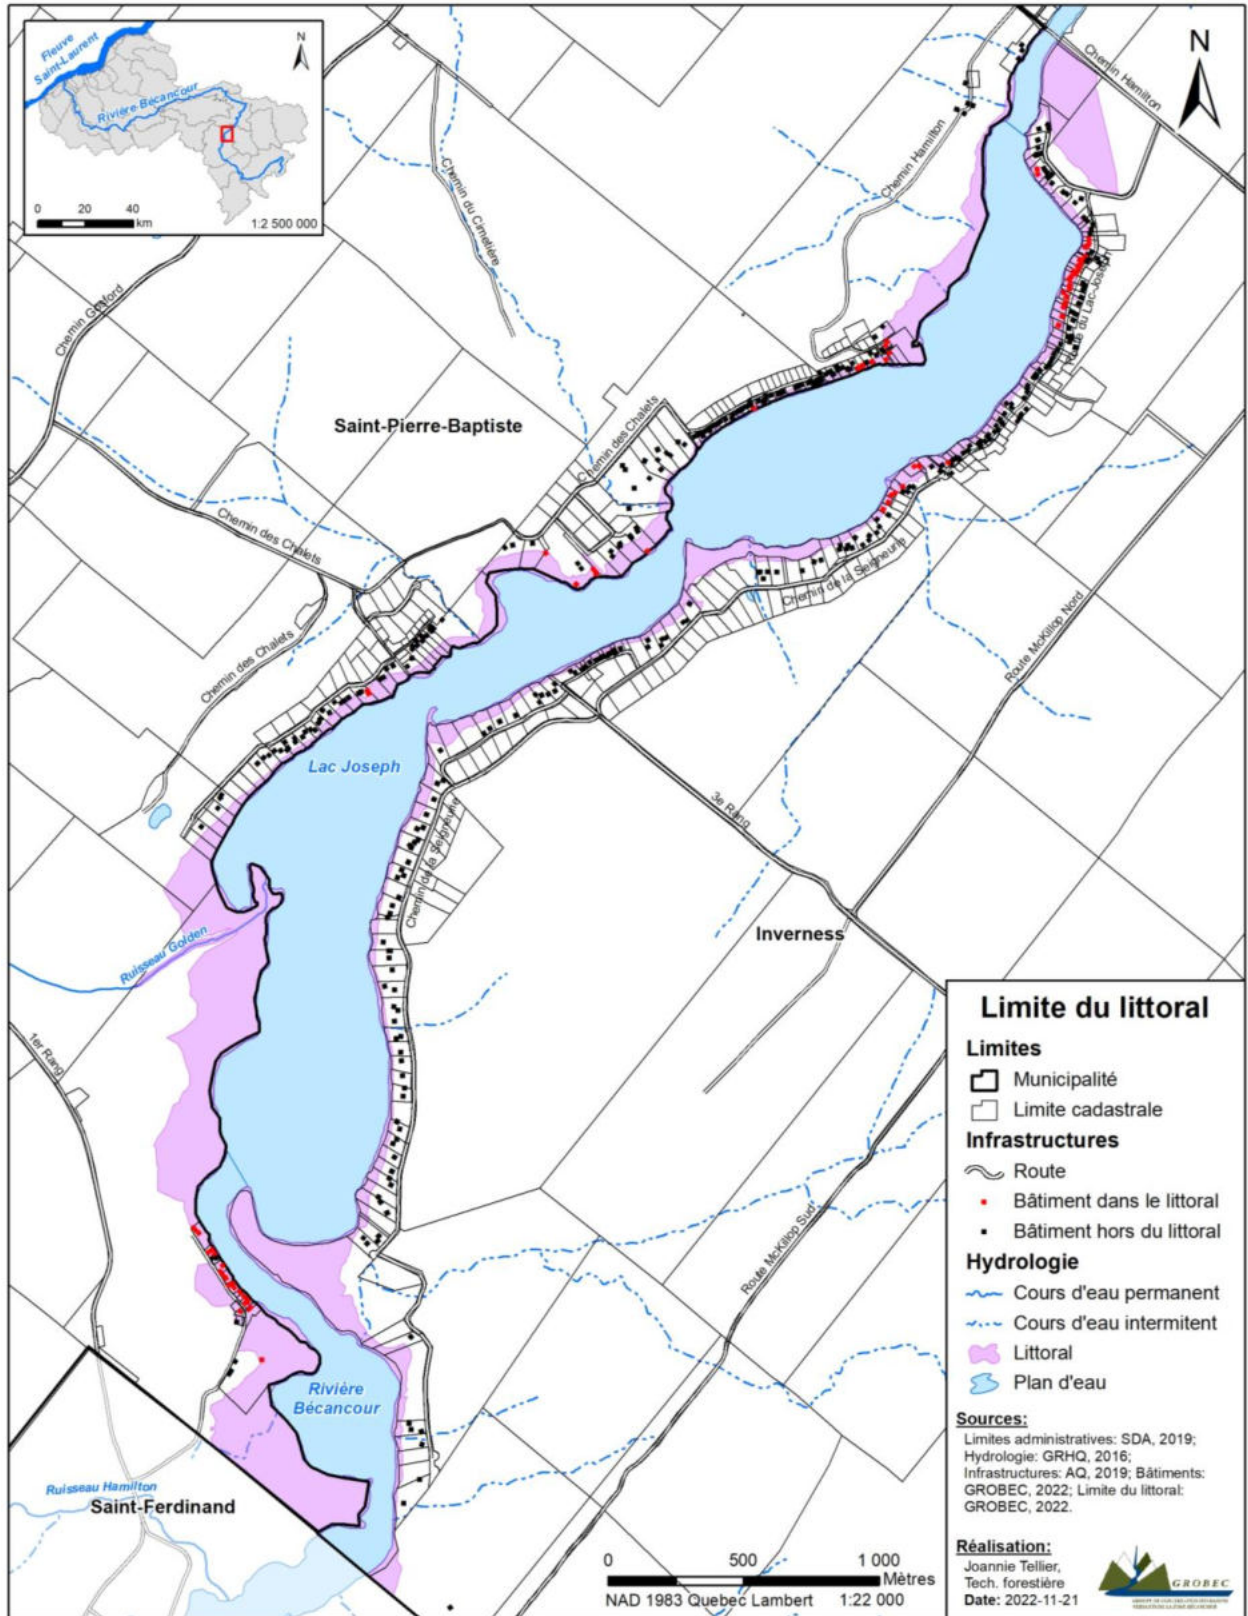 Fleuve
Saint-Laurent
Rivière Bécancour
N
0 20 40
km
1:2 500 000
N
Chemin Hamilton
Chemin Hamilton
Chemin du Cimetière
Chemin Gosford
Route du Lac-Joseph
Saint-Pierre-Baptiste
Chemin des Chalets
Chemin des Chalets
Chemin des Chalets
Chemin de la Seigneurie
Route McKillop Nord
Lac Joseph
3e Rang
Chemin de la Seigneurie
Inverness
Ruisseau Golden
1er Rang
Route McKillop Sud
Rivière
Bécancour
Ruisseau Hamilton
Saint-Ferdinand
Limite du littoral
Limites
Municipalité
Limite cadastrale
Infrastructures
Route
Bâtiment dans le littoral
Bâtiment hors du littoral
Hydrologie
Cours d'eau permanent
Cours d'eau intermitent
Littoral
Plan d'eau
Sources:
Limites administratives: SDA, 2019;
Hydrologie: GRHQ, 2016;
Infrastructures: AQ, 2019; Bâtiments:
GROBEC, 2022; Limite du littoral:
GROBEC, 2022.
Réalisation:
Joannie Tellier,
Tech. forestière
Date: 2022-11-21
GROBEC
0 500 1 000
Mètres
NAD 1983 Quebec Lambert 1:22 000